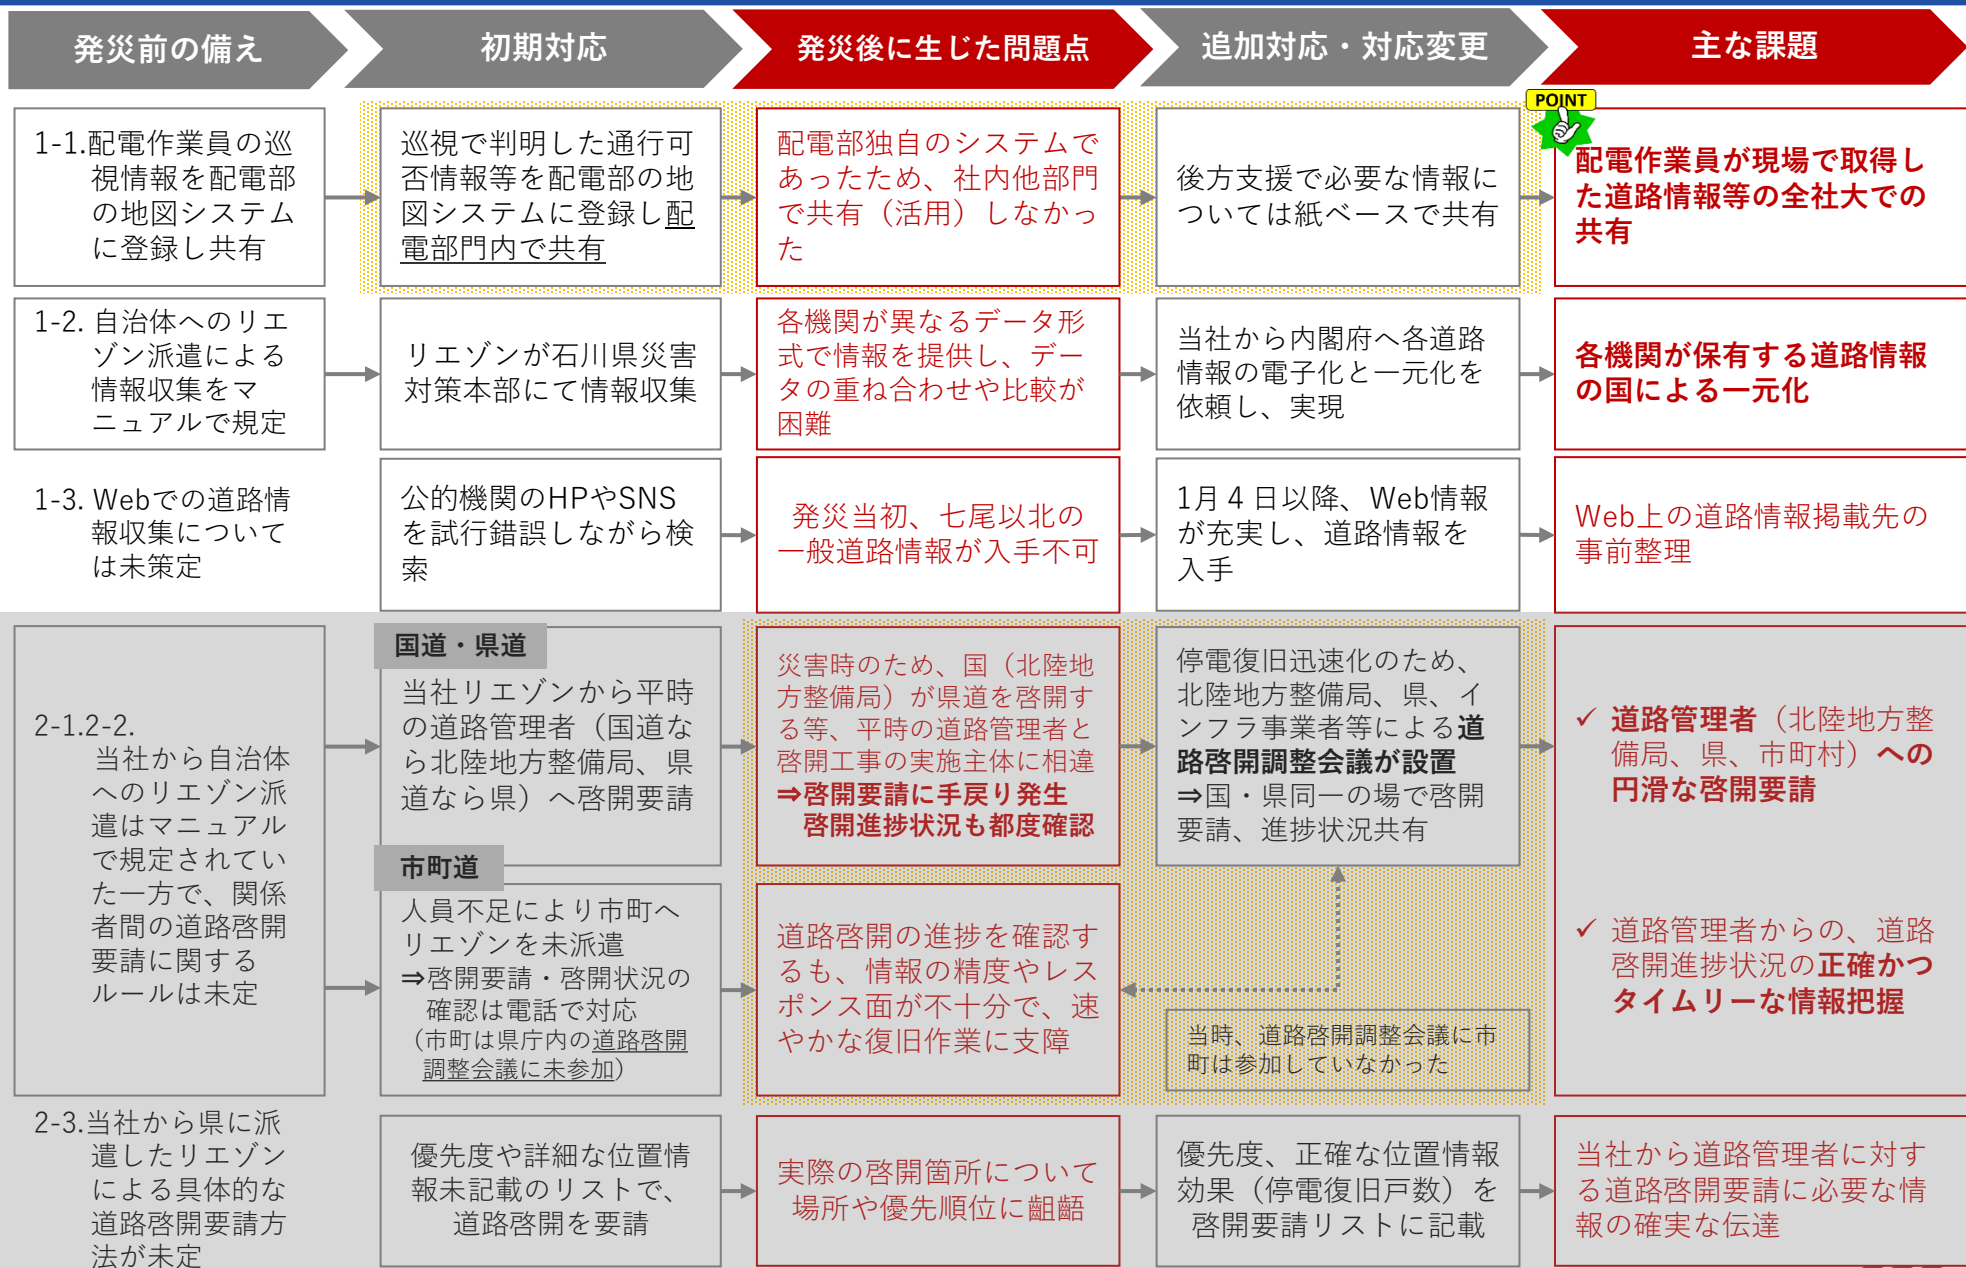 発災前の備え
初期対応
発災後に生じた問題点
追加対応・対応変更
主な課題
1-1.配電作業員の巡
視情報を配電部
の地図システム
に登録し共有
巡視で判明した通行可
否情報等を配電部の地
図システムに登録し配
電部門内で共有
配電部独自のシステムで
あったため、社内他部門
で共有（活用）しなかっ
た
後方支援で必要な情報に
ついては紙ベースで共有
POINT
配電作業員が現場で取得し
た道路情報等の全社大での
共有
1-2. 自治体へのリエ
ゾン派遣による
情報収集をマ
ニュアルで規定
リエゾンが石川県災害
対策本部にて情報収集
各機関が異なるデータ形
式で情報を提供し、デー
タの重ね合わせや比較が
困難
当社から内閣府へ各道路
情報の電子化と一元化を
依頼し、実現
各機関が保有する道路情報
の国による一元化
1-3. Webでの道路情
報収集について
は未策定
公的機関のHPやSNS
を試行錯誤しながら検
索
発災当初、七尾以北の
一般道路情報が入手不可
1月４日以降、Web情報
が充実し、道路情報を
入手
Web上の道路情報掲載先の
事前整理
2-1.2-2.
当社から自治体
へのリエゾン派
遣はマニュアル
で規定されてい
た一方で、関係
者間の道路啓開
要請に関する
ルールは未定
国道・県道
当社リエゾンから平時
の道路管理者（国道な
ら北陸地方整備局、県
道なら県）へ啓開要請
災害時のため、国（北陸地
方整備局）が県道を啓開す
る等、平時の道路管理者と
啓開工事の実施主体に相違
⇒啓開要請に手戻り発生
啓開進捗状況も都度確認
停電復旧迅速化のため、
北陸地方整備局、県、イ
ンフラ事業者等による道
路啓開調整会議が設置
⇒国・県同一の場で啓開
要請、進捗状況共有
✓ 道路管理者（北陸地方整
備局、県、市町村）への
円滑な啓開要請
市町道
人員不足により市町へ
リエゾンを未派遣
⇒啓開要請・啓開状況の
確認は電話で対応
（市町は県庁内の道路啓開
調整会議に未参加）
道路啓開の進捗を確認す
るも、情報の精度やレス
ポンス面が不十分で、速
やかな復旧作業に支障
当時、道路啓開調整会議に市
町は参加していなかった
✓ 道路管理者からの、道路
啓開進捗状況の正確かつ
タイムリーな情報把握
2-3.当社から県に派
遣したリエゾン
による具体的な
道路啓開要請方
法が未定
優先度や詳細な位置情
報未記載のリストで、
道路啓開を要請
実際の啓開箇所について
場所や優先順位に齟齬
優先度、正確な位置情報
効果（停電復旧戸数）を
啓開要請リストに記載
当社から道路管理者に対す
る道路啓開要請に必要な情
報の確実な伝達